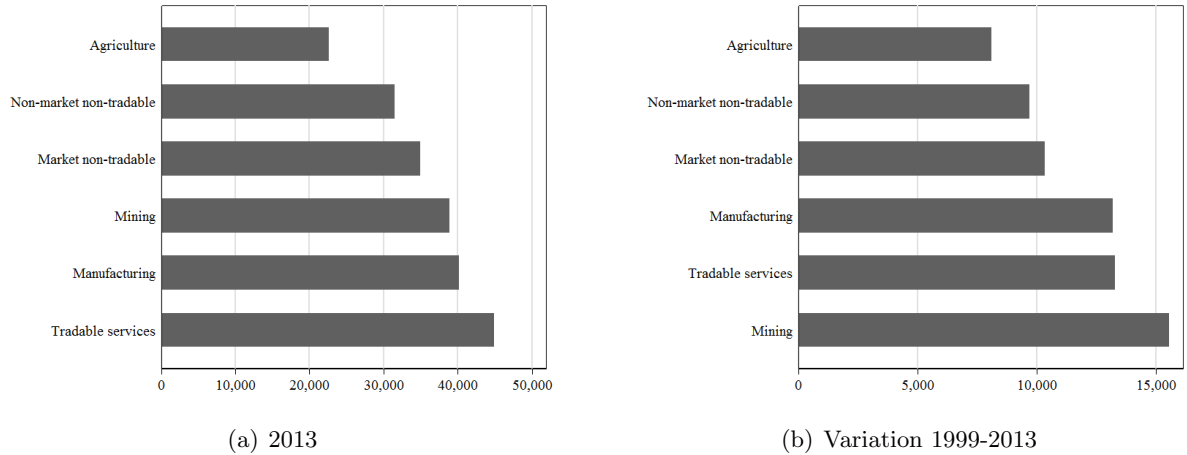 Agriculture
Non-market non-tradable
Market non-tradable
Mining
Manufacturing
Tradable services
0 10,000 20,000 30,000 40,000 50,000
(a) 2013
Agriculture
Non-market non-tradable
Market non-tradable
Manufacturing
Tradable services
Mining
0 5,000 10,000 15,000
(b) Variation 1999-2013